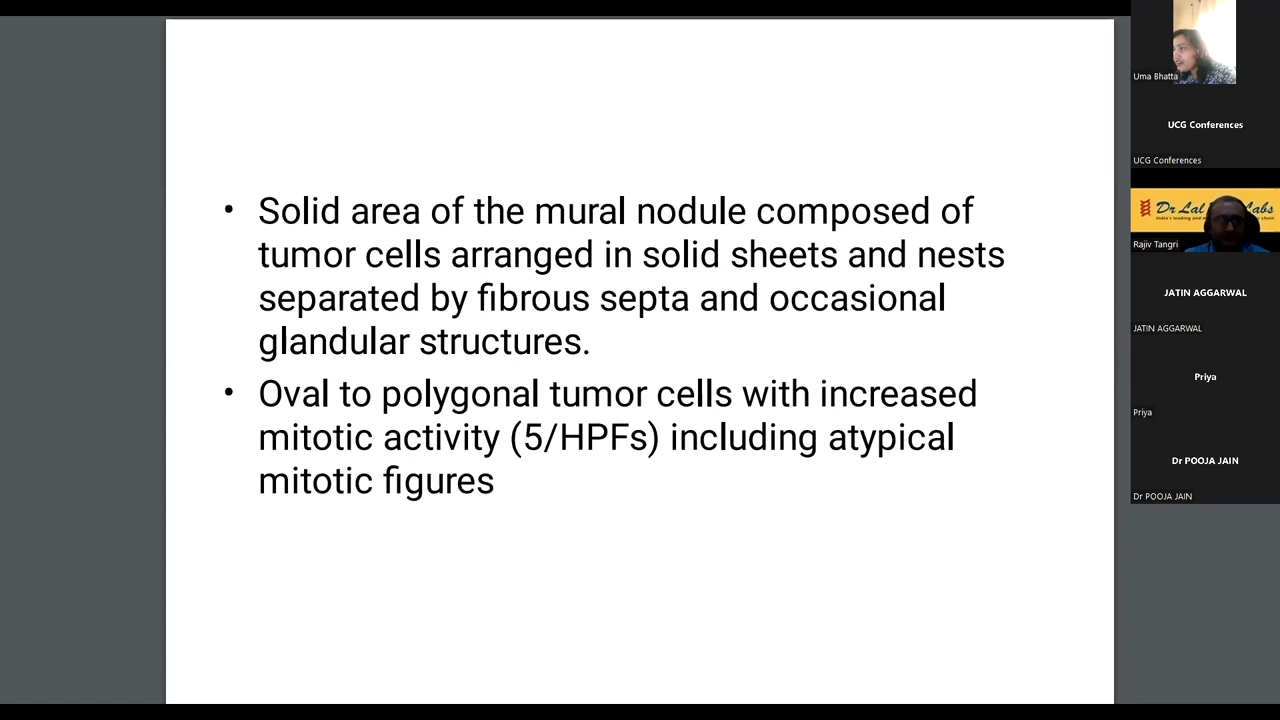 • Solid area of the mural nodule composed of
tumor cells arranged in solid sheets and nests
separated by fibrous septa and occasional
glandular structures.
• Oval to polygonal tumor cells with increased
mitotic activity (5/HPFs) including atypical
mitotic figures
Uma Bhatta
UCG Conferences
UCG Conferences
Dr Lal
abs
Rajiv Tangri
JATIN AGGARWAL
JATIN AGGARWAL
Priya
Priya
Dr POOJA JAIN
Dr POOJA JAIN